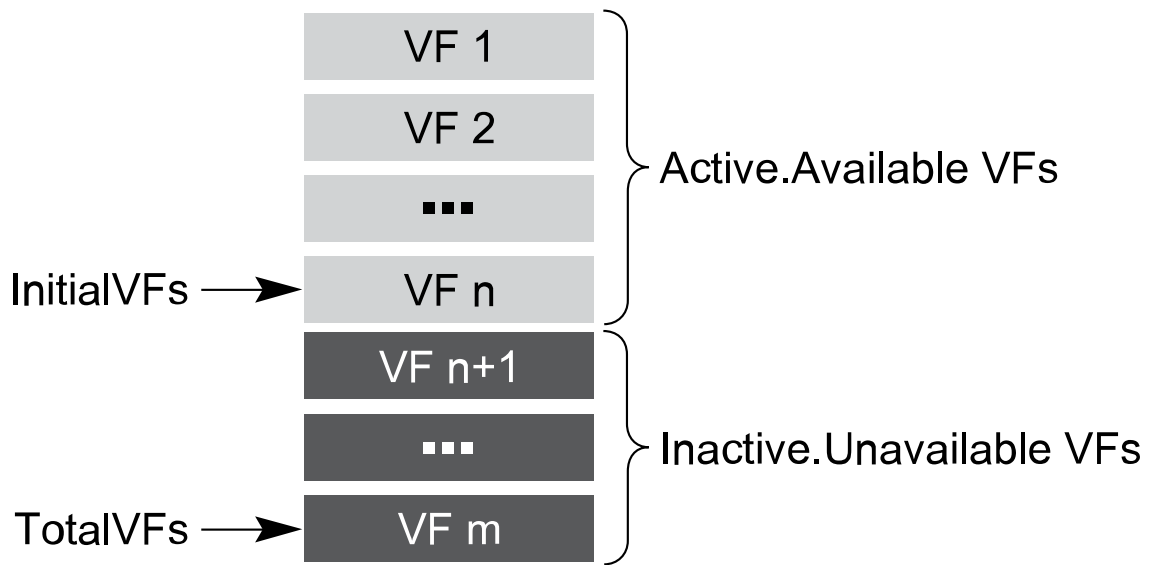 VF 1
VF 2
...
Active.Available VFs
InitialVFs
VF n
VF n+1
...
Inactive.Unavailable VFs
TotalVFs
VF m